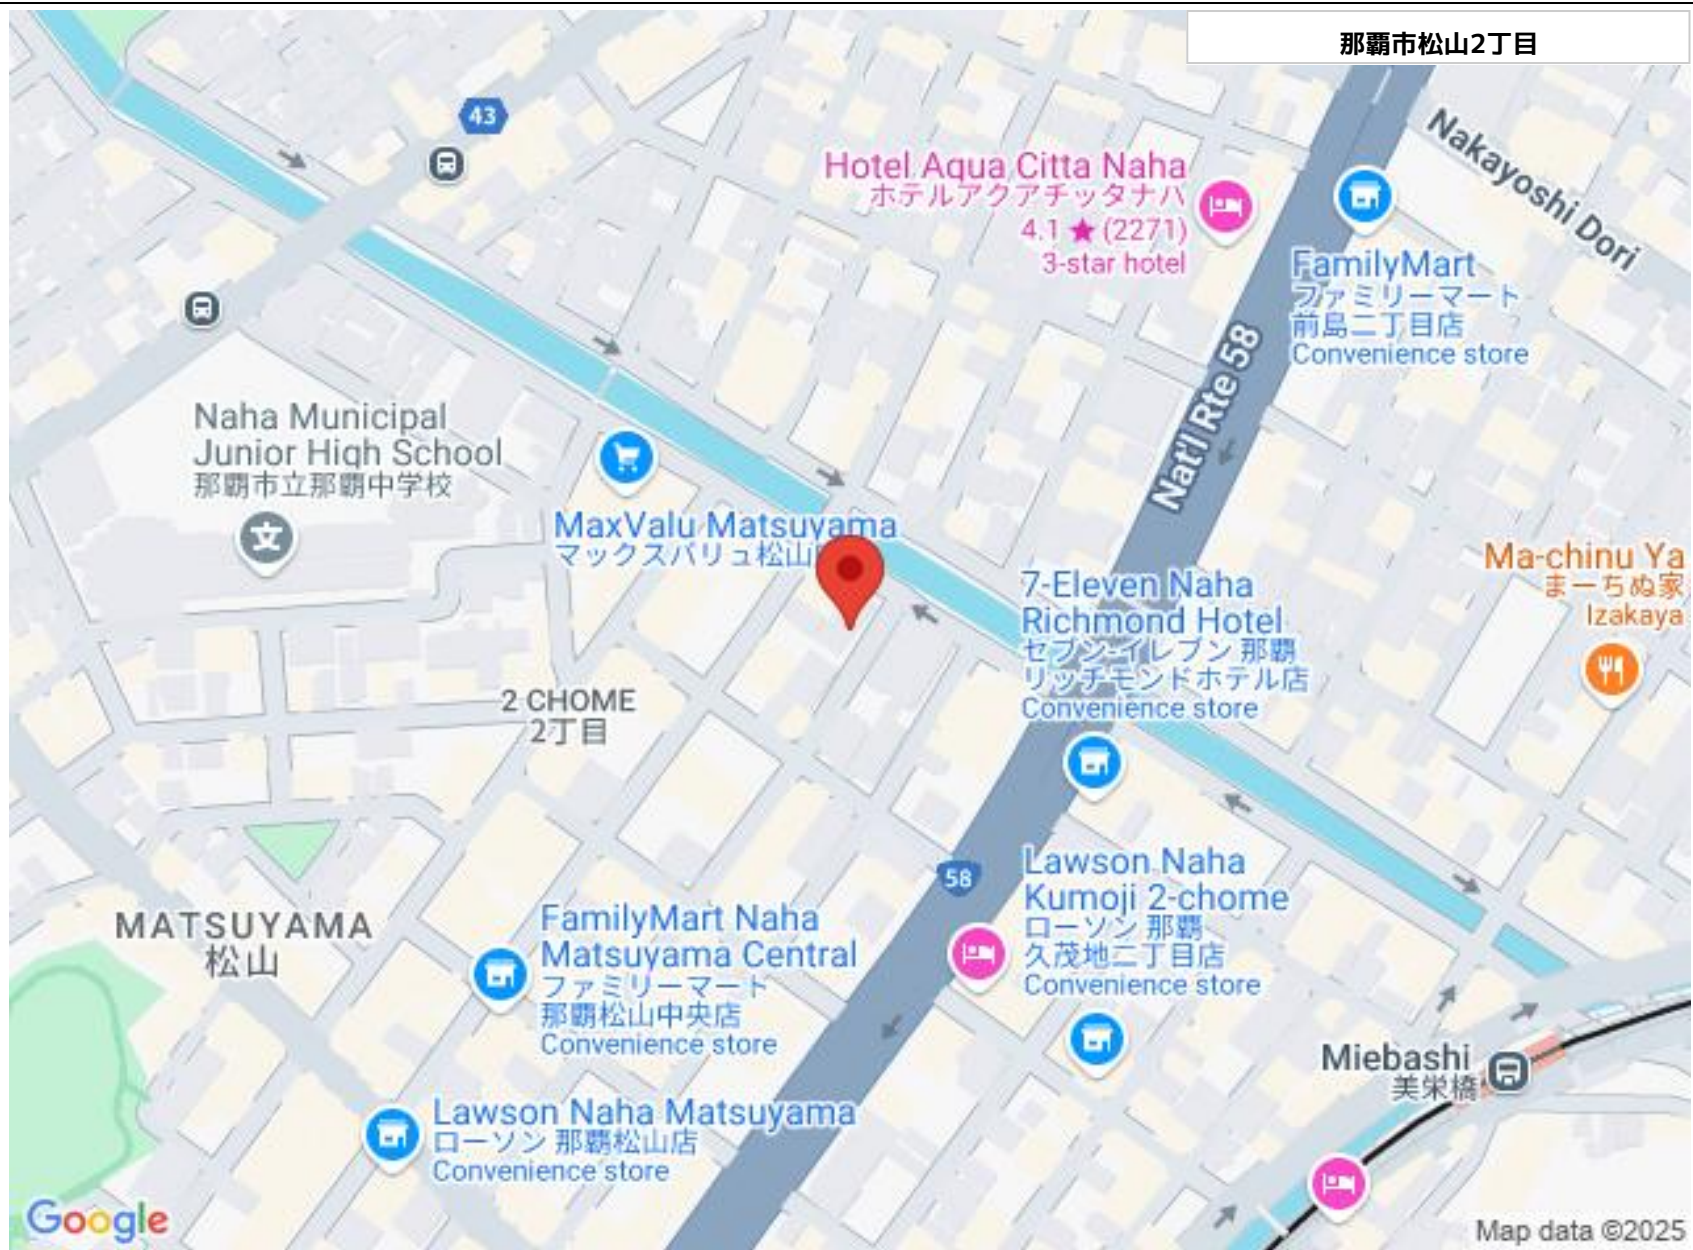 那覇市松山2丁目
43
Nakayoshi Dori
Hotel Aqua Citta Naha
ホテルアクアチッタナハ
4.1 ★ (2271)
3-star hotel
FamilyMart
ファミリーマート
前島二丁目店
Convenience store
Nat'l Rte 58
Naha Municipal
Junior High School
那覇市立那覇中学校
文
MaxValu Matsuyama
マックスバリュ松山
7-Eleven Naha
Richmond Hotel
セブン-イレブン 那覇
リッチモンドホテル店
Convenience store
Ma-chinu Ya
まーちぬ家
Izakaya
2 CHOME
2丁目
58
Lawson Naha
Kumoji 2-chome
ローソン 那覇
久茂地二丁目店
Convenience store
MATSUYAMA
松山
FamilyMart Naha
Matsuyama Central
ファミリーマート
那覇松山中央店
Convenience store
Miebashi
美栄橋
Lawson Naha Matsuyama
ローソン 那覇松山店
Convenience store
Google
Map data ©2025